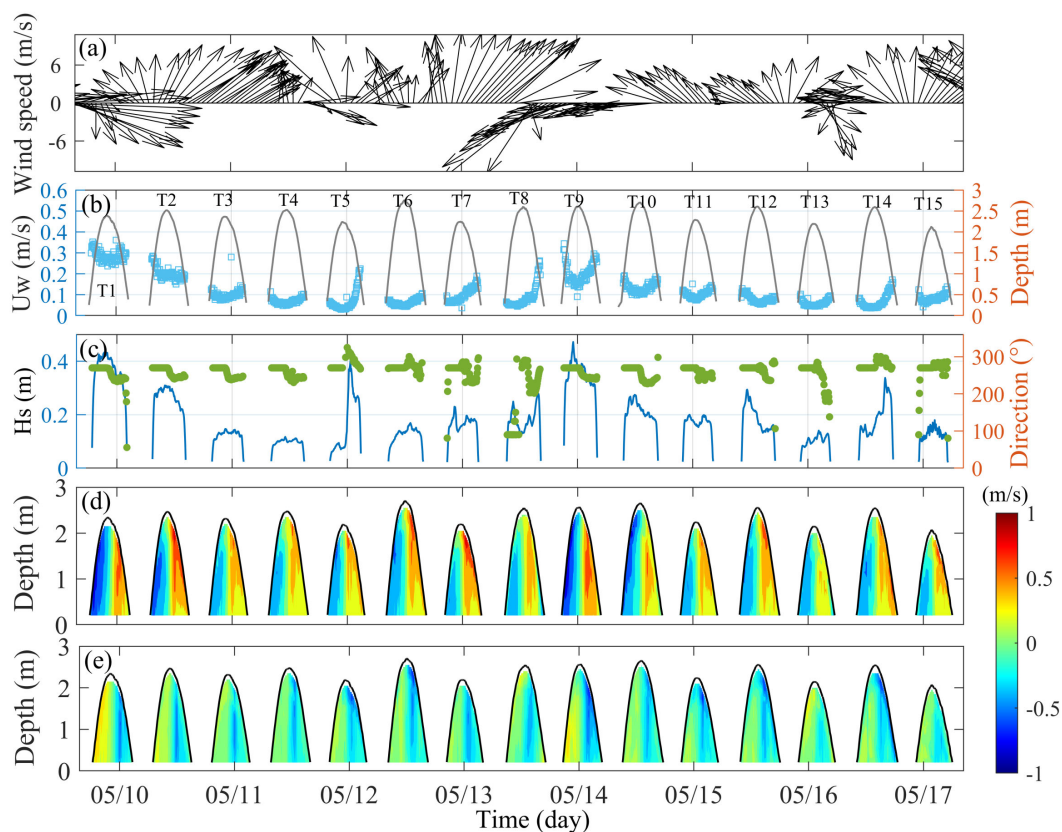 (a)
Wind speed (m/s)
6
0
-6
(b)
T1
T2
T3
T4
T5
T6
T7
T8
T9
T10
T11
T12
T13
T14
T15
Uw (m/s)
0.6
0.5
0.4
0.3
0.2
0.1
0
Depth (m)
3
2.5
2
1.5
1
0.5
0
(c)
Hs (m)
0.4
0.2
0
Direction (°)
300
200
100
0
(d)
Depth (m)
3
2
1
0
(e)
Depth (m)
3
2
1
0
(m/s)
1
0.5
0
-0.5
-1
05/10 05/11 05/12 05/13 05/14 05/15 05/16 05/17
Time (day)